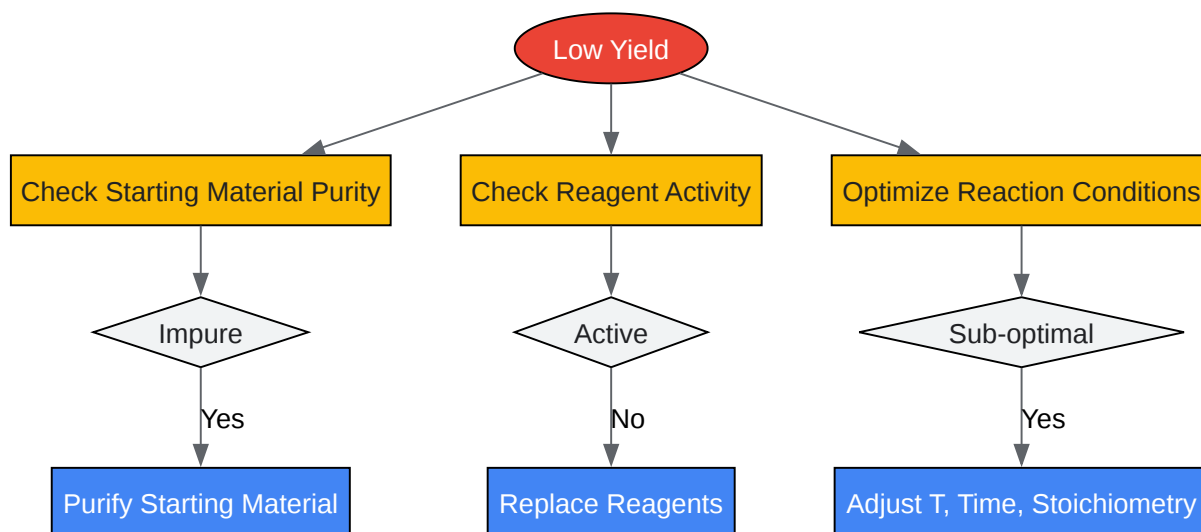 Low Yield
Check Starting Material Purity
Check Reagent Activity
Optimize Reaction Conditions
Impure
Active
Sub-optimal
Yes
No
Yes
Purify Starting Material
Replace Reagents
Adjust T, Time, Stoichiometry